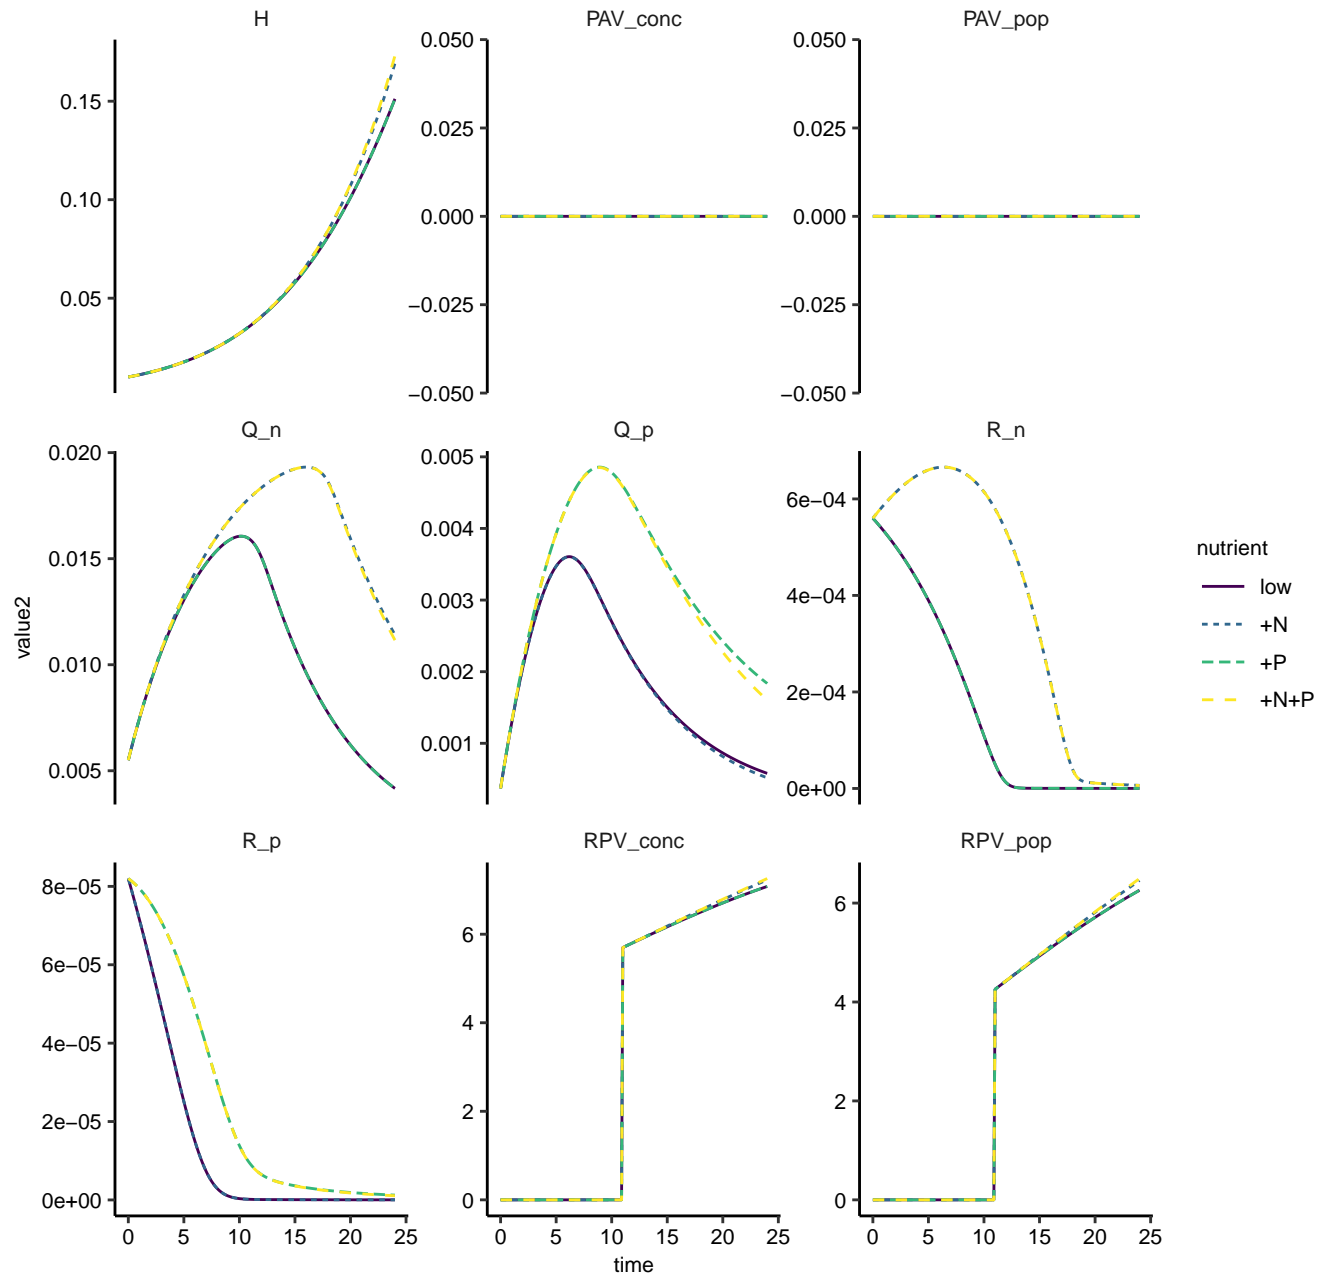 H
PAV_conc
PAV_pop
0.15
0.10
0.05
0.050
0.025
0.000
−0.025
−0.050
0.050
0.025
0.000
−0.025
−0.050
Q_n
Q_p
R_n
0.020
0.015
0.010
0.005
0.005
0.004
0.003
0.002
0.001
6e−04
4e−04
2e−04
0e+00
value2
nutrient
low
+N
+P
+N+P
R_p
RPV_conc
RPV_pop
8e−05
6e−05
4e−05
2e−05
0e+00
6
4
2
0
6
4
2
0
0 5 10 15 20 25
0 5 10 15 20 25
0 5 10 15 20 25
time